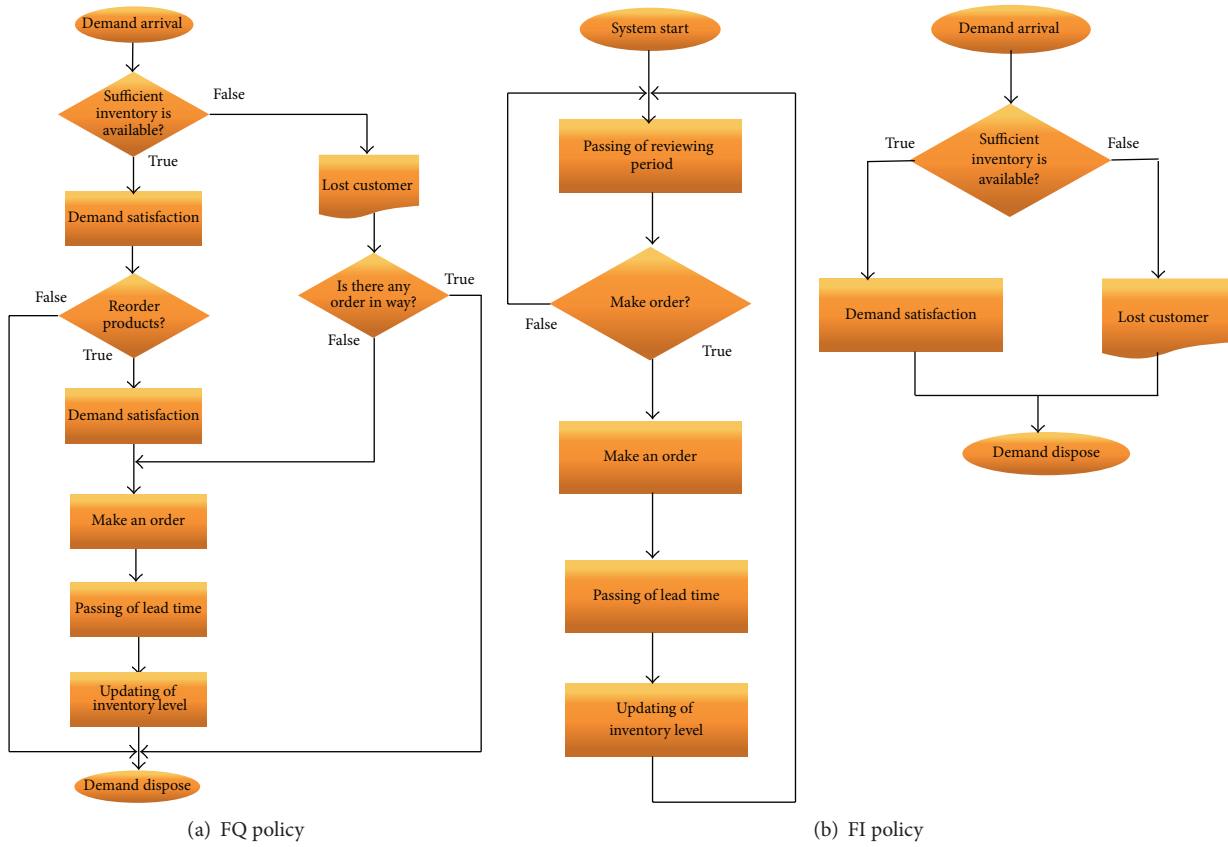 Demand arrival
Sufficient
inventory is
available?
False
True
Lost customer
Demand satisfaction
Is there any
order in way?
True
False
False
Reorder
products?
True
Demand satisfaction
Make an order
Passing of lead time
Updating of
inventory level
Demand dispose
(a) FQ policy
System start
Passing of reviewing
period
Make order?
False
True
Make an order
Passing of lead time
Updating of
inventory level
Demand arrival
True
Sufficient
inventory is
available?
False
Demand satisfaction
Lost customer
Demand dispose
(b) FI policy